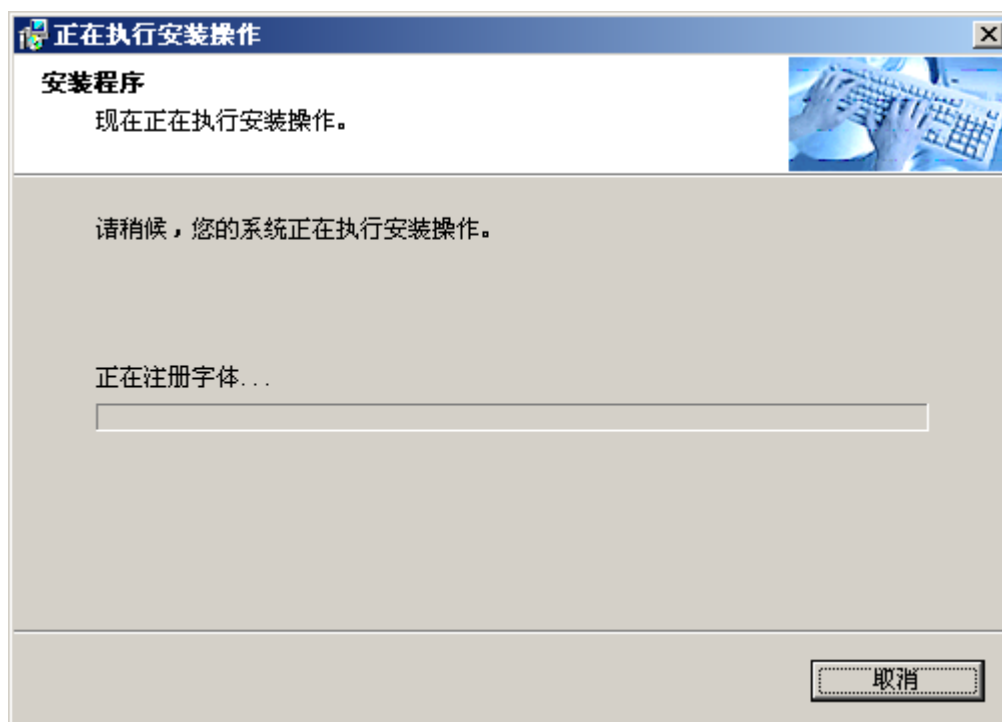 正在执行安装操作
安装程序
现在正在执行安装操作。
请稍候，您的系统正在执行安装操作。
正在注册字体...
取消